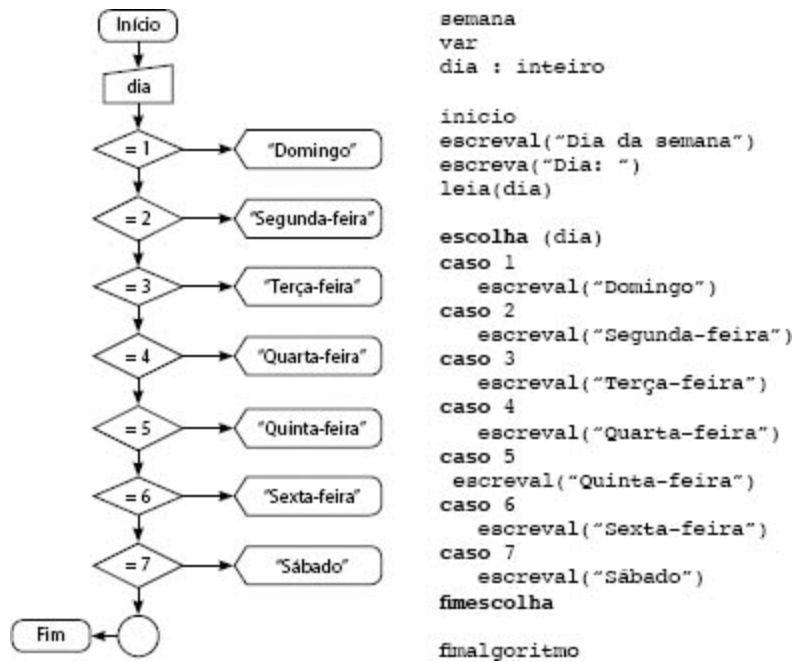 Início
dia
= 1
"Domingo"
= 2
"Segunda-feira"
= 3
"Terça-feira"
= 4
"Quarta-feira"
= 5
"Quinta-feira"
= 6
"Sexta-feira"
= 7
"Sábado"
Fim
semana
var
dia : inteiro
inicio
escreval("Dia da semana")
escreva("Dia: ")
leia(dia)
escolha (dia)
caso 1
escreval("Domingo")
caso 2
escreval("Segunda-feira")
caso 3
escreval("Terça-feira")
caso 4
escreval("Quarta-feira")
caso 5
escreval("Quinta-feira")
caso 6
escreval("Sexta-feira")
caso 7
escreval("Sábado")
fimescolha
fimalgoritmo